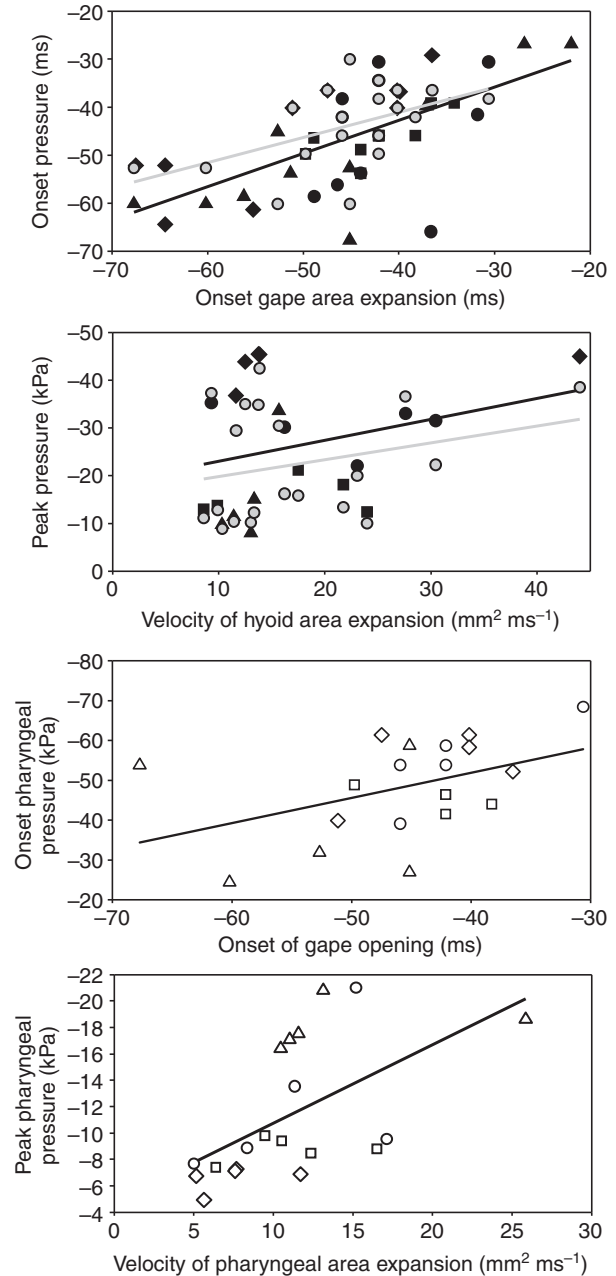 –20
–30
–40
–50
–60
–70
Onset pressure (ms)
–70 –60 –50 –40 –30 –20
Onset gape area expansion (ms)
–50
–40
–30
–20
–10
0
Peak pressure (kPa)
0 10 20 30 40
Velocity of hyoid area expansion (mm² ms⁻¹)
–80
–70
–60
–50
–40
–30
–20
Onset pharyngeal
pressure (kPa)
–70 –60 –50 –40 –30
Onset of gape opening (ms)
–22
–20
–18
–16
–14
–12
–10
–8
–6
–4
Peak pharyngeal
pressure (kPa)
0 5 10 15 20 25 30
Velocity of pharyngeal area expansion (mm² ms⁻¹)